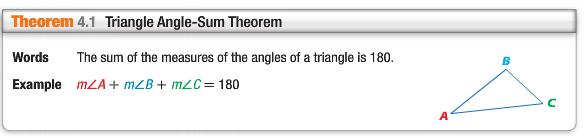 Theorem 4.1 Triangle Angle-Sum Theorem
Words The sum of the measures of the angles of a triangle is 180.
Example m∠A + m∠B + m∠C = 180
B
C
A